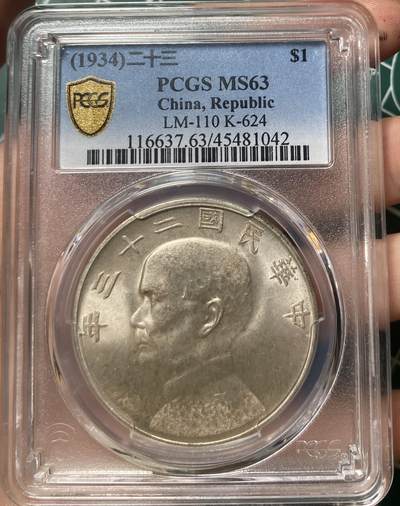 (1934)二十三 $1
PCGS PCGS MS63
China, Republic
LM-110 K-624
116637.63/45481042
年三十二國民華中
PCGS